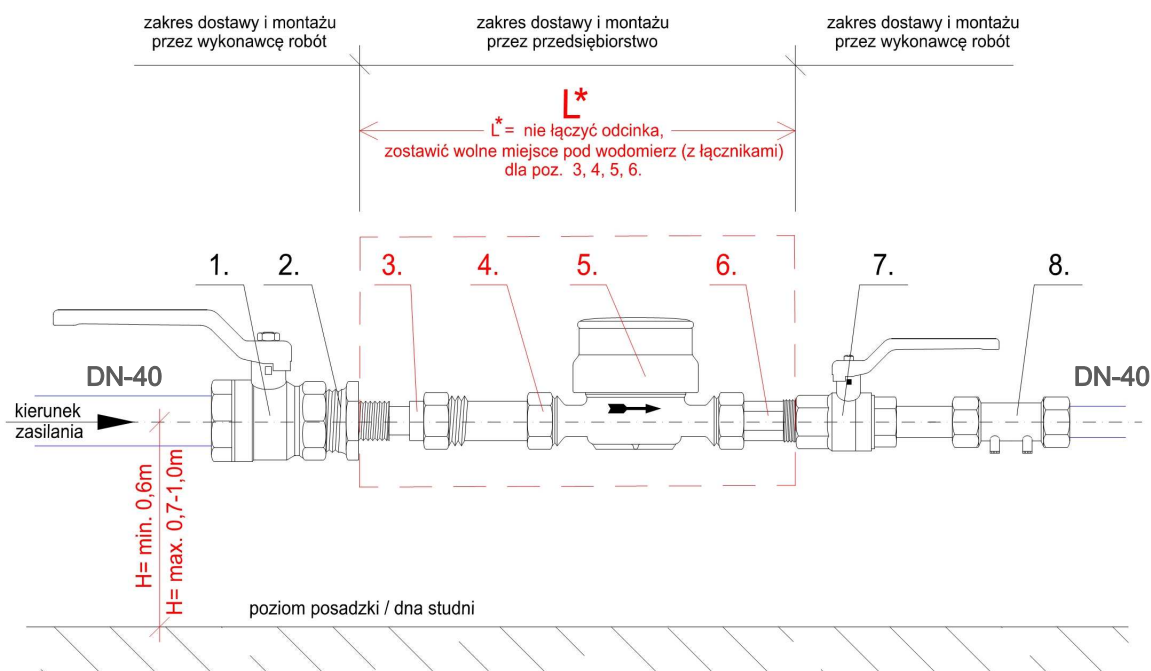 zakres dostawy i montażu
przez wykonawcę robót
zakres dostawy i montażu
przez przedsiębiorstwo
zakres dostawy i montażu
przez wykonawcę robót
L*
L* = nie łączyć odcinka,
zostawić wolne miejsce pod wodomierz (z łącznikami)
dla poz. 3, 4, 5, 6.
1.
2.
3.
4.
5.
6.
7.
8.
DN-40
DN-40
kierunek
zasilania
H= min. 0,6m
H= max. 0,7-1,0m
poziom posadzki / dna studni